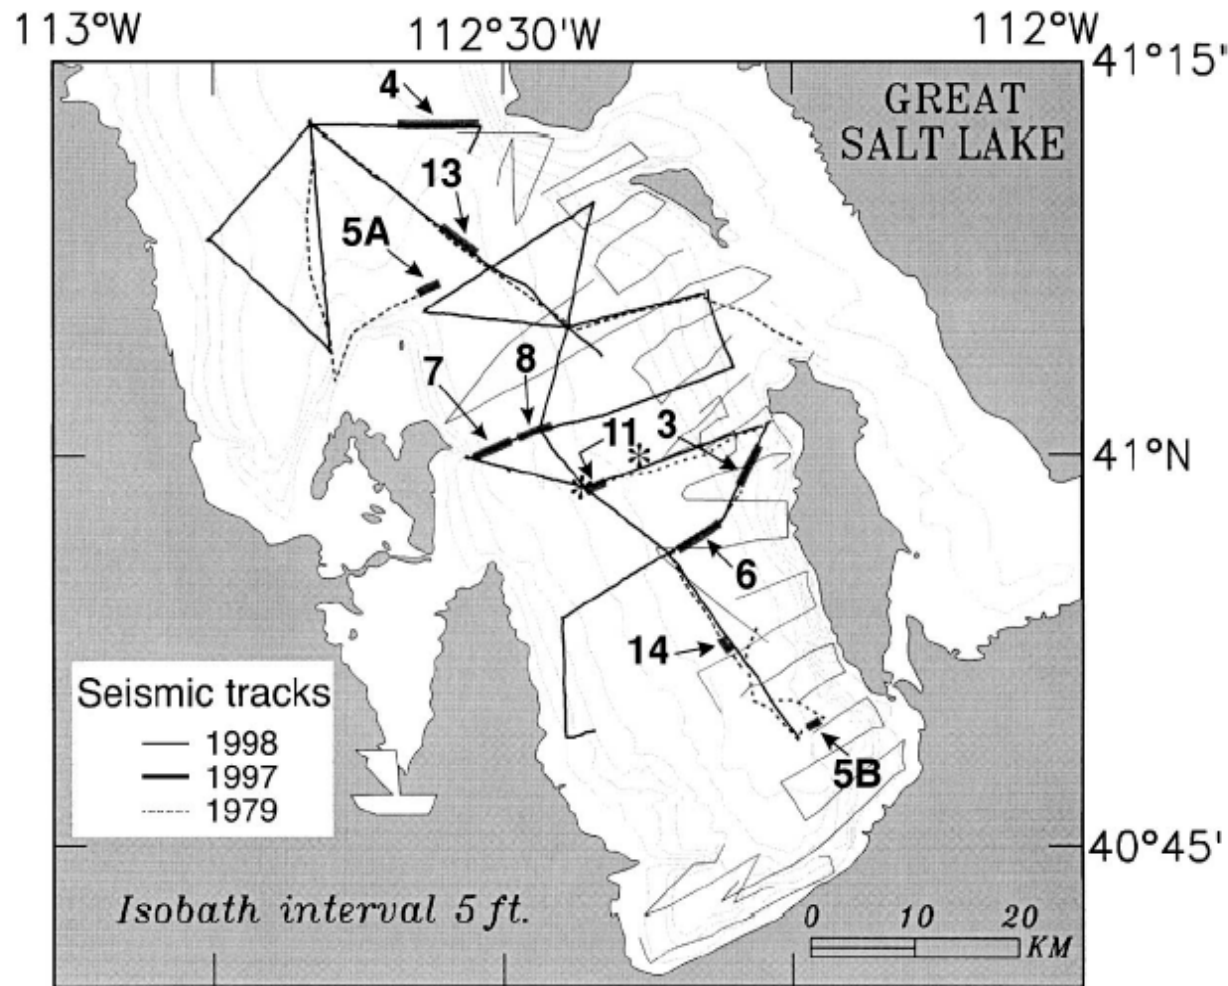 113°W 112°30'W 112°W
41°15'
GREAT
SALT LAKE
4
13
5A
7
8
11
3
41°N
6
14
5B
Seismic tracks
1998
1997
1979
40°45'
Isobath interval 5 ft.
0 10 20
KM